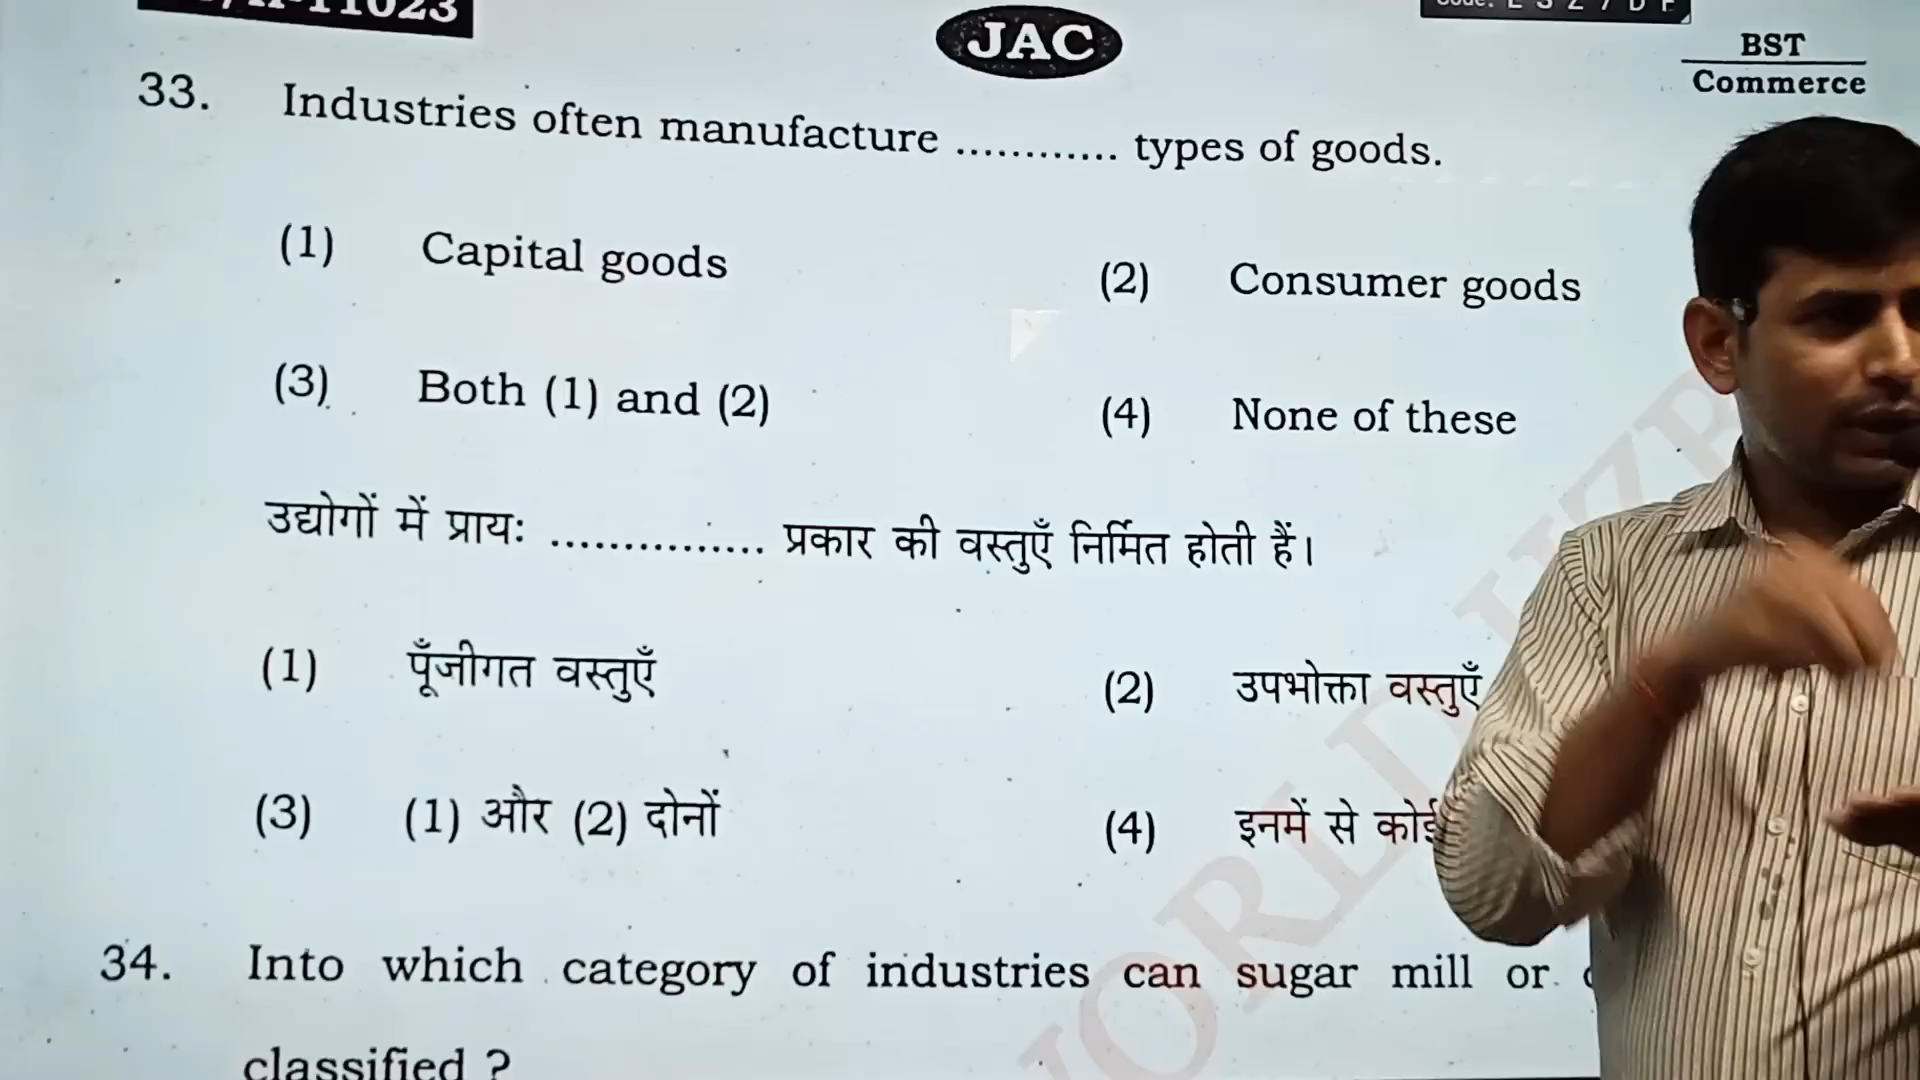 11023
JAC
BST
Commerce
33. Industries often manufacture ............ types of goods.
(1) Capital goods
(2) Consumer goods
(3) Both (1) and (2)
(4) None of these
उद्योगों में प्रायः ............... प्रकार की वस्तुएँ निर्मित होती हैं।
(1) पूँजीगत वस्तुएँ
(2) उपभोक्ता वस्तुएँ
(3) (1) और (2) दोनों
(4) इनमें से कोई
34. Into which category of industries can sugar mill or
classified ?